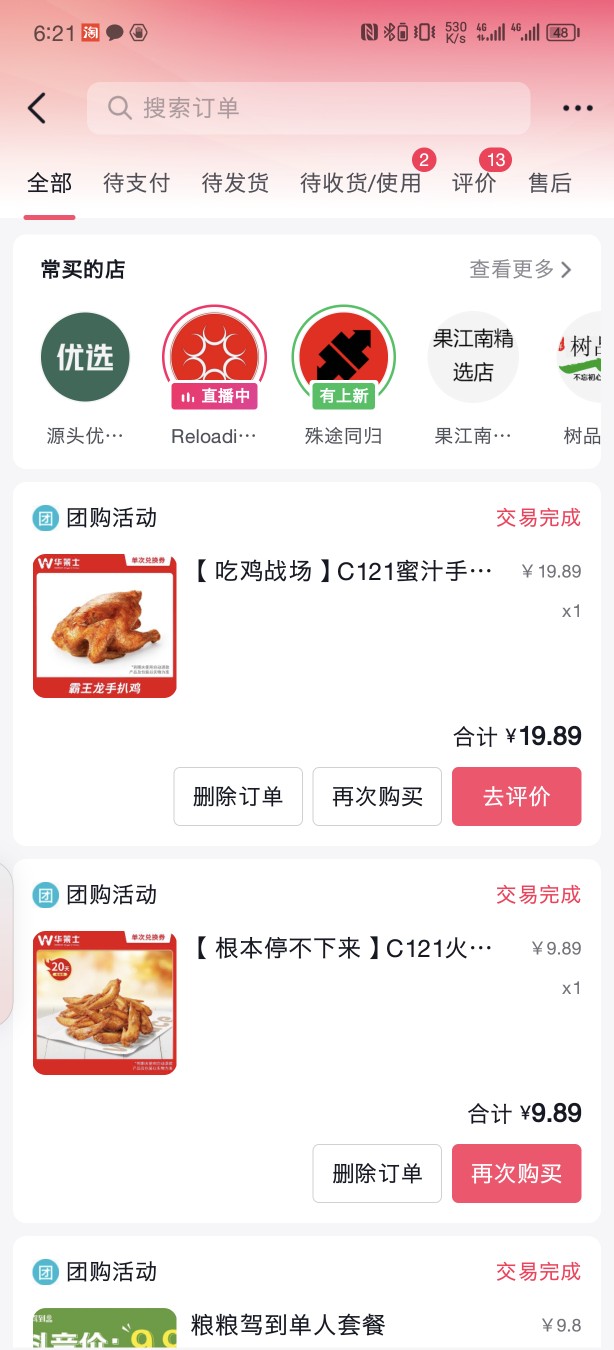 6:21 淘 530 K/s 4G 4G 48
搜索订单
全部 待支付 待发货 待收货/使用 2 评价 13 售后
常买的店 查看更多
优选
直播中
有上新
果江南精
选店
树品
不忘初心
源头优… Reloadi… 殊途同归 果江南… 树品
团 团购活动 交易完成
华莱士 单次兑换券
霸王龙手扒鸡
【吃鸡战场】C121蜜汁手… ¥19.89
x1
合计 ¥19.89
删除订单 再次购买 去评价
团 团购活动 交易完成
华莱士 单次兑换券
20天
【根本停不下来】C121火… ¥9.89
x1
合计 ¥9.89
删除订单 再次购买
团 团购活动 交易完成
粮粮驾到单人套餐 ¥9.8